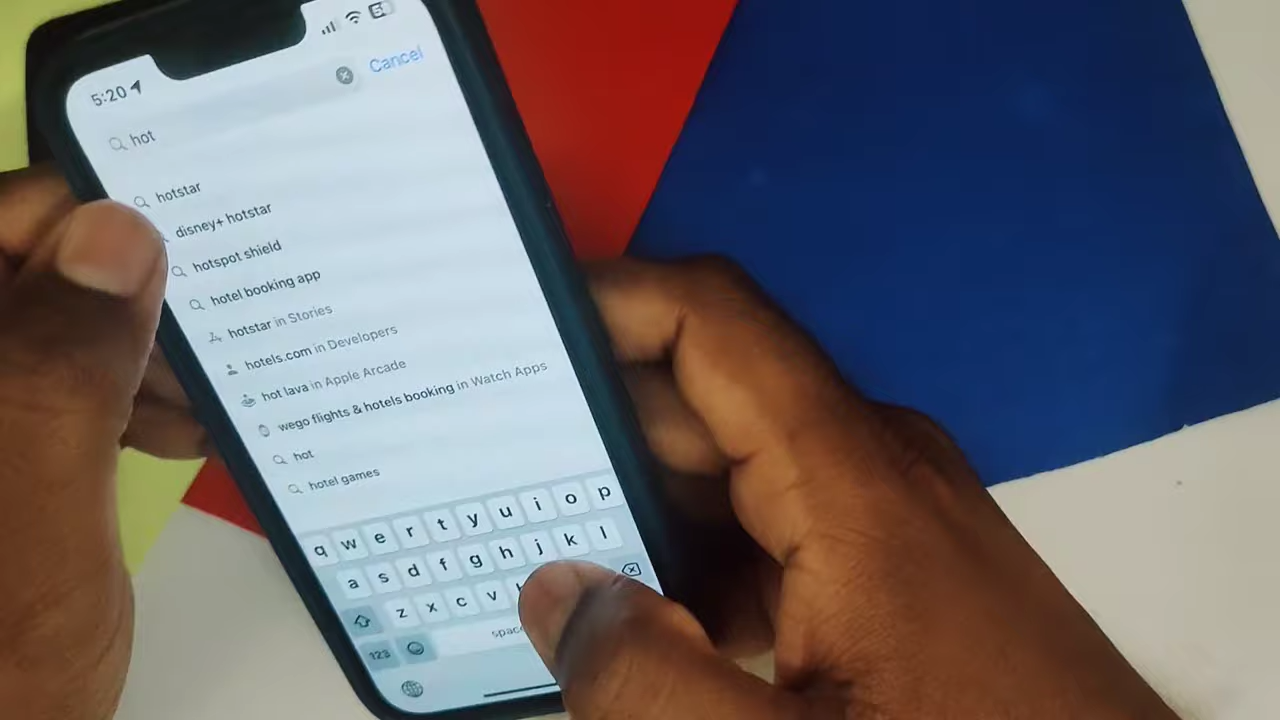 5:20
Cancel
hot
hotstar
disney+ hotstar
hotspot shield
hotel booking app
hotstar in Stories
hotels.com in Developers
hot lava in Apple Arcade
wego flights & hotels booking in Watch Apps
hot
hotel games
q w e r t y u i o p
a s d f g h j k l
z x c v
123